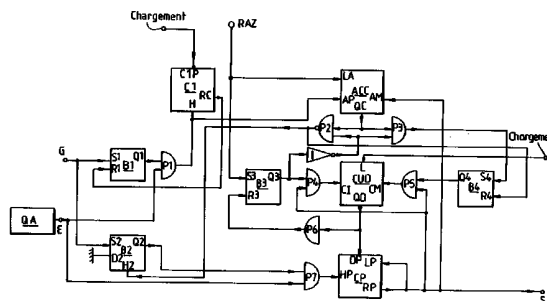 Chargement
RAZ
C1P
C1 RC
H
LA
ACC
AP QC AM
P2
P3
G
S1 Q1
B1
R1
P1
I
Chargement
S3 Q3
B3
R3
P4
L
CUD
CI CM
QD
P5
Q4 S4
B4
R4
QA
E
S2 Q2
B2
D2
H2
P6
P7
DP LP
HP CP
RP
S